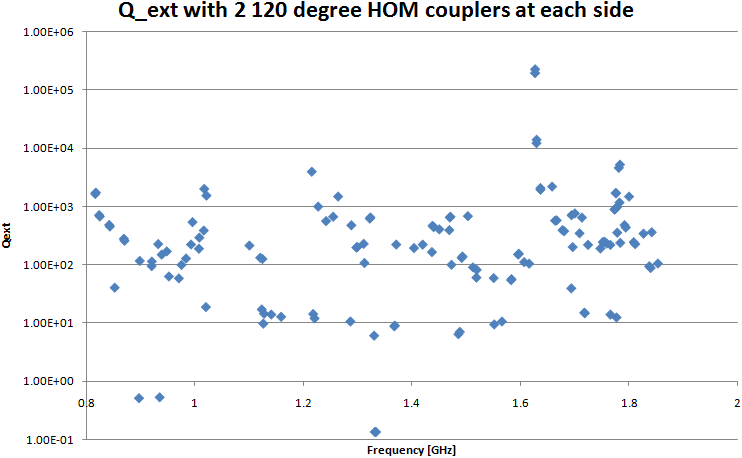 Q_ext with 2 120 degree HOM couplers at each side
1.00E+06
1.00E+05
1.00E+04
1.00E+03
1.00E+02
1.00E+01
1.00E+00
1.00E-01
Qext
0.8 1 1.2 1.4 1.6 1.8 2
Frequency [GHz]